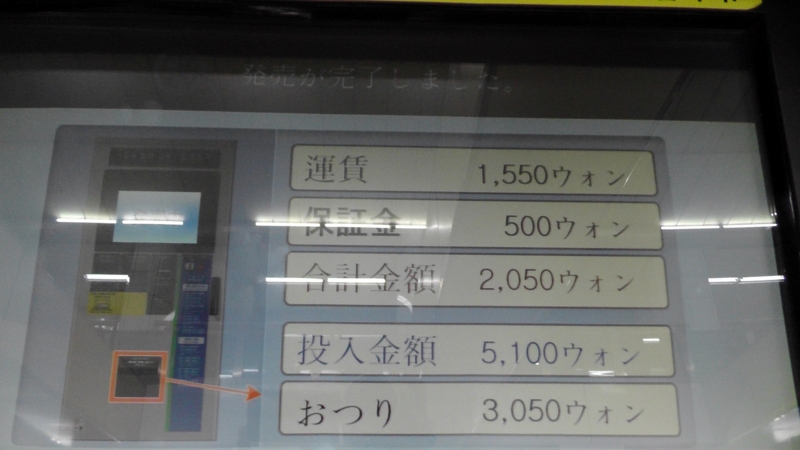 発売が完了しました。
運賃 1,550ウォン
保証金 500ウォン
合計金額 2,050ウォン
投入金額 5,100ウォン
おつり 3,050ウォン